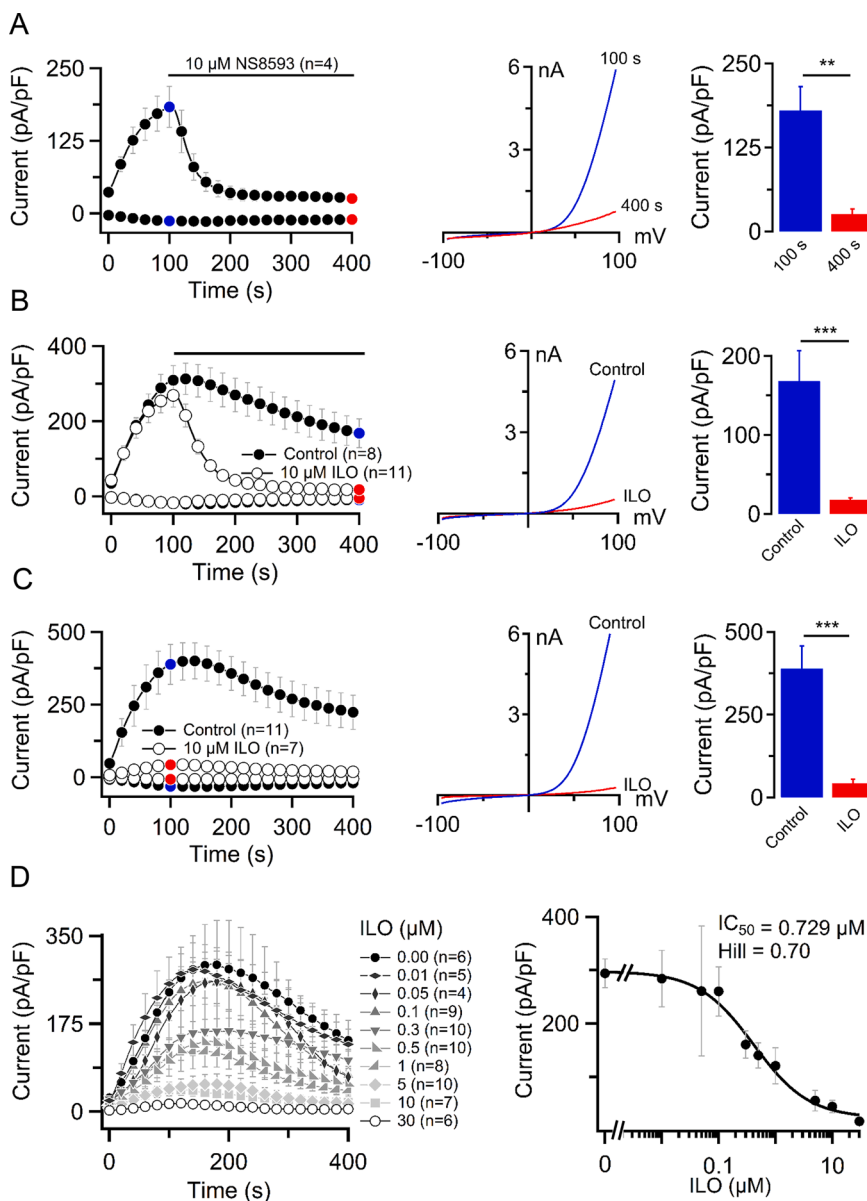 A
10 µM NS8593 (n=4)
Current (pA/pF)
250
125
0
0 100 200 300 400
Time (s)
nA
6
3
100 s
400 s
-100
mV
100
Current (pA/pF)
250
125
0
**
100 s
400 s
B
Current (pA/pF)
400
200
0
Control (n=8)
10 µM ILO (n=11)
0 100 200 300 400
Time (s)
6
nA
3
Control
ILO
-100
mV
100
Current (pA/pF)
200
100
0
***
Control
ILO
C
Current (pA/pF)
500
250
0
Control (n=11)
10 µM ILO (n=7)
0 100 200 300 400
Time (s)
6
nA
3
Control
ILO
-100
mV
100
Current (pA/pF)
500
250
0
***
Control
ILO
D
Current (pA/pF)
350
175
0
0 100 200 300 400
Time (s)
ILO (µM)
0.00 (n=6)
0.01 (n=5)
0.05 (n=4)
0.1 (n=9)
0.3 (n=10)
0.5 (n=10)
1 (n=8)
5 (n=10)
10 (n=7)
30 (n=6)
Current (pA/pF)
400
200
0
IC50 = 0.729 µM
Hill = 0.70
0 0.1 10
ILO (µM)